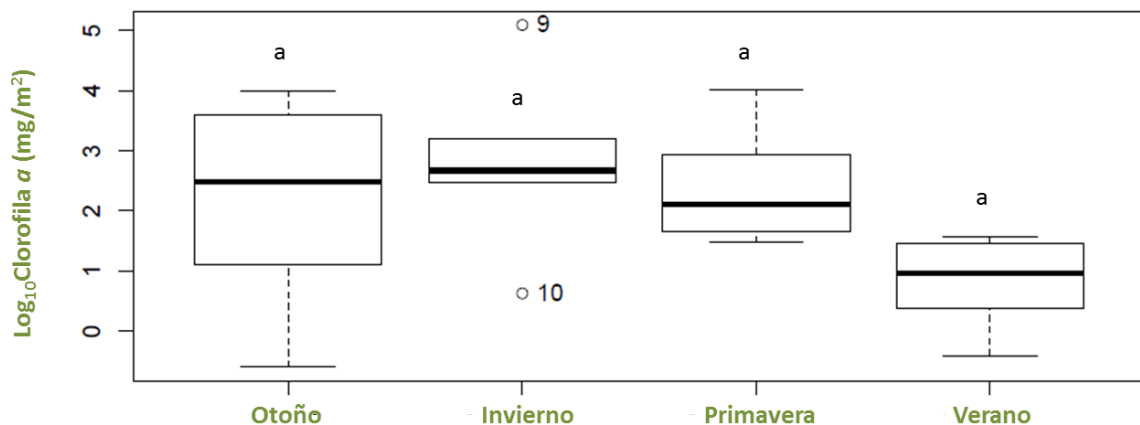 Log10Clorofila a (mg/m2)
5
4
3
2
1
0
a
a
a
a
9
10
Otoño
Invierno
Primavera
Verano